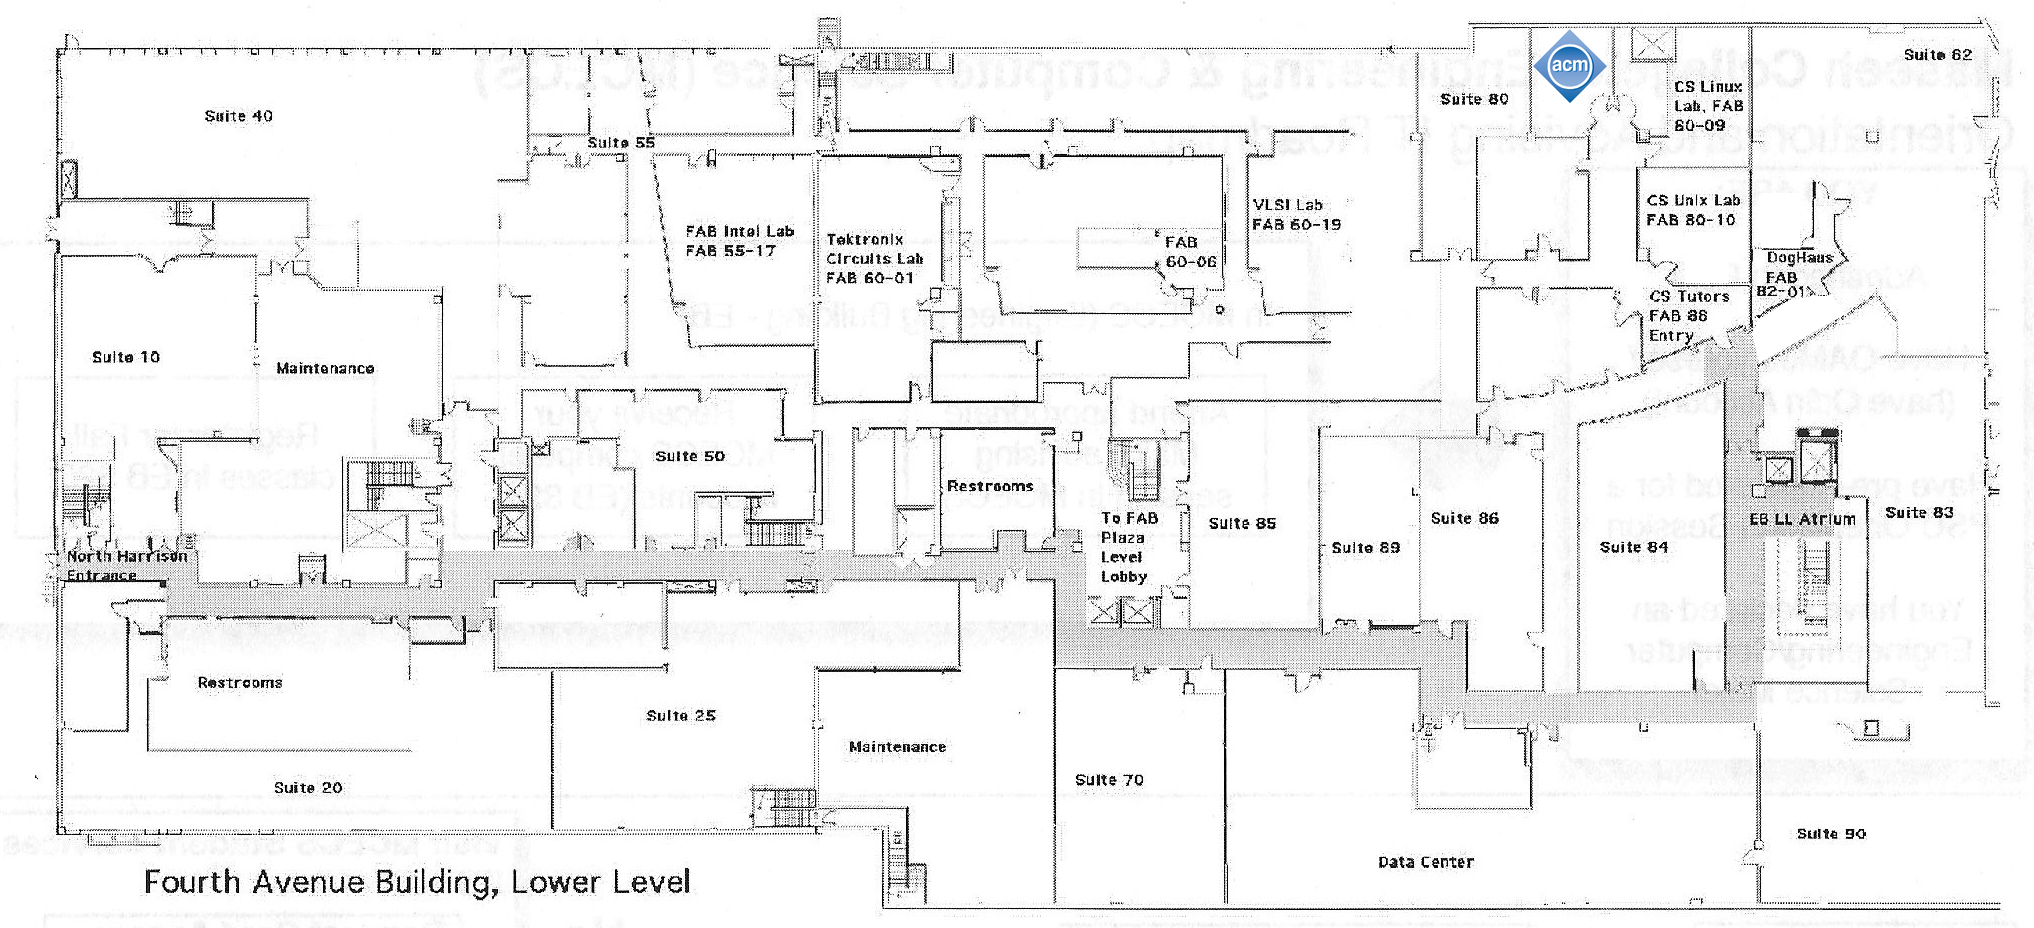 Suite 40
Suite 55
FAB Intel Lab
FAB 55-17
Tektronix
Circuits Lab
FAB 60-01
FAB
60-06
VLSI Lab
FAB 60-19
Suite 80
acm
CS Linux
Lab, FAB
80-09
Suite 82
CS Unix Lab
FAB 80-10
DogHaus
FAB
82-01
CS Tutors
FAB 88
Entry
Suite 10
Maintenance
Suite 50
Restrooms
To FAB
Plaza
Level
Lobby
Suite 85
Suite 89
Suite 86
Suite 84
EB LL Atrium
Suite 83
North Harrison
Entrance
Restrooms
Suite 25
Maintenance
Suite 20
Suite 70
Data Center
Suite 90
Fourth Avenue Building, Lower Level